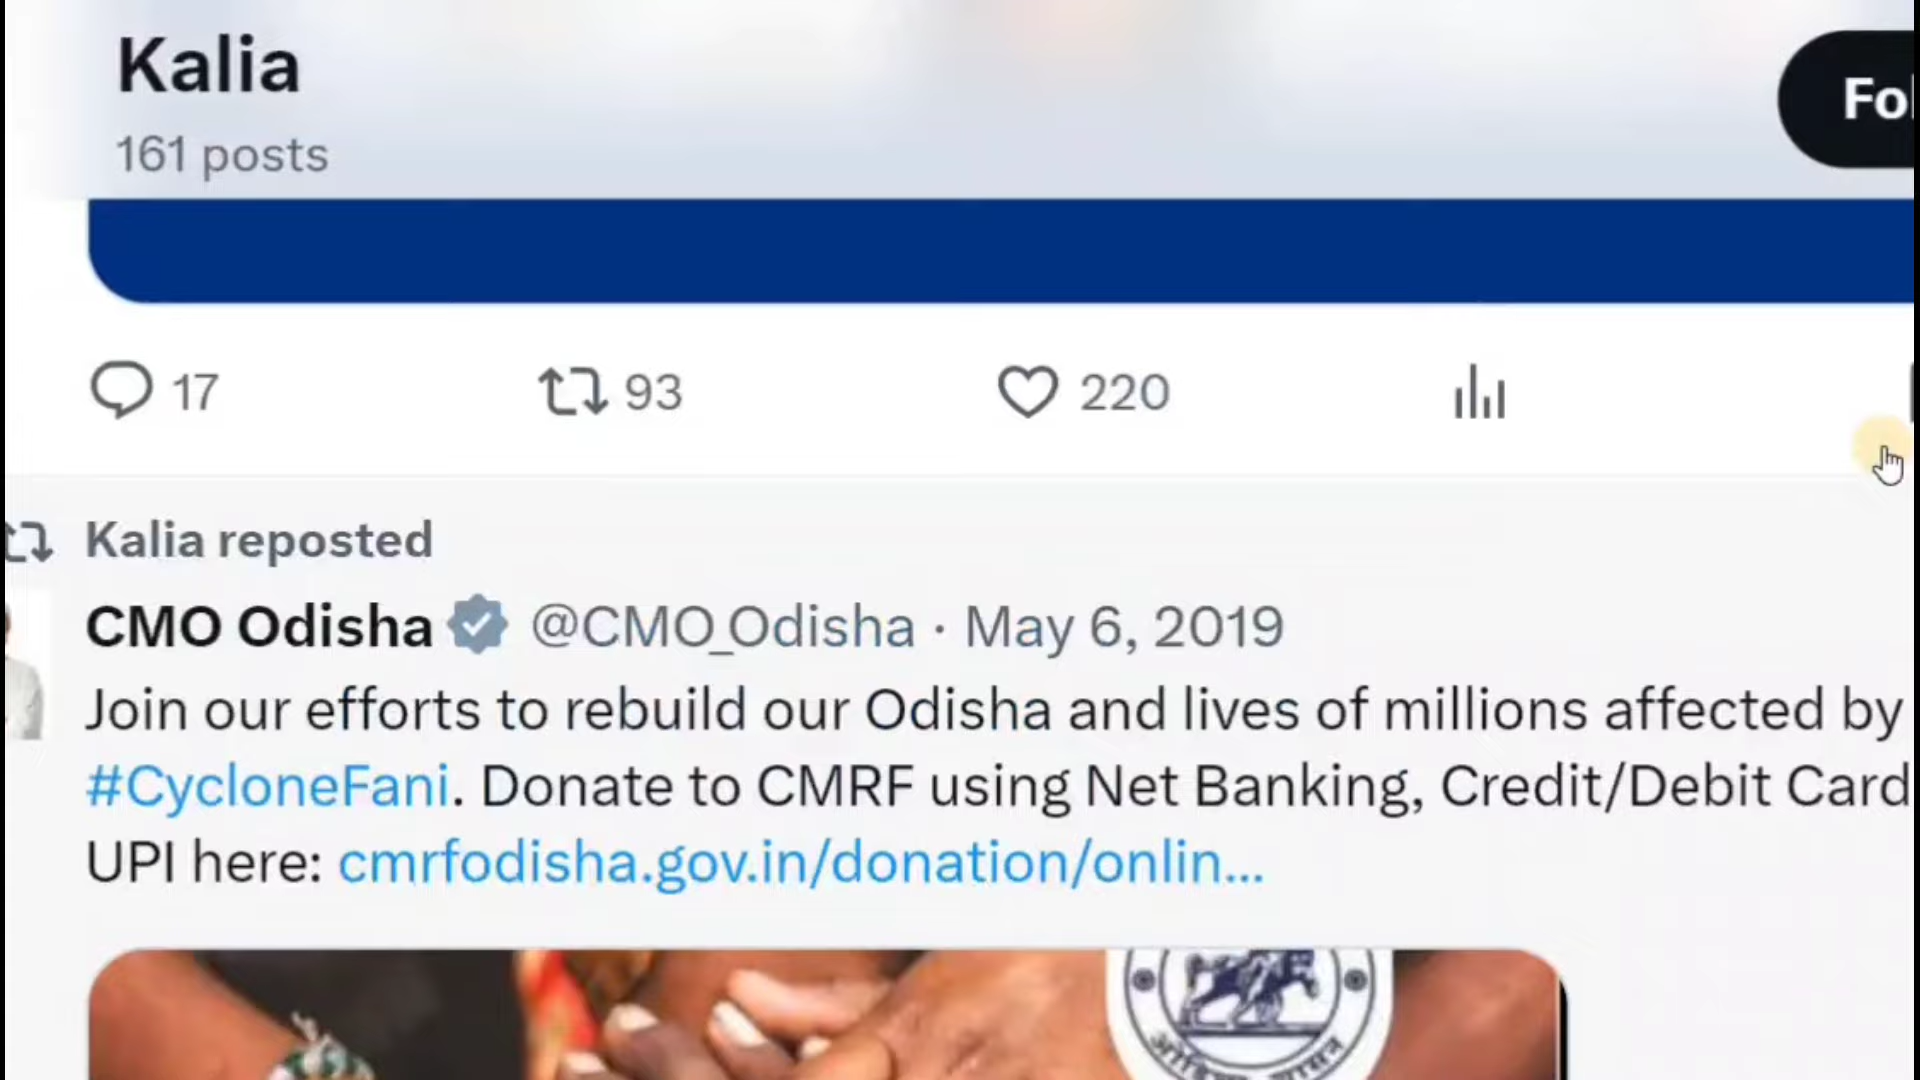 Kalia
161 posts
Fol
17 93 220
Kalia reposted
CMO Odisha @CMO_Odisha · May 6, 2019
Join our efforts to rebuild our Odisha and lives of millions affected by
#CycloneFani. Donate to CMRF using Net Banking, Credit/Debit Card
UPI here: cmrfodisha.gov.in/donation/onlin...